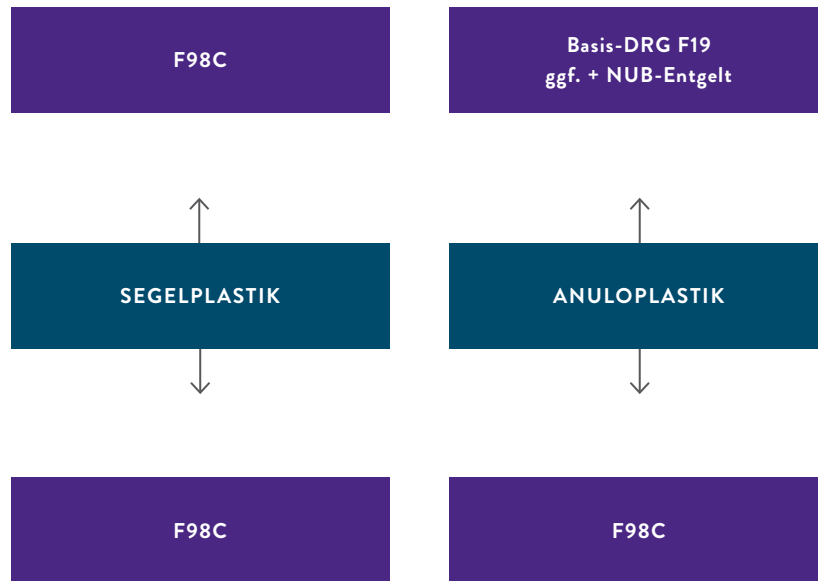 F98C
Basis-DRG F19
ggf. + NUB-Entgelt
SEGELPLASTIK
ANULOPLASTIK
F98C
F98C